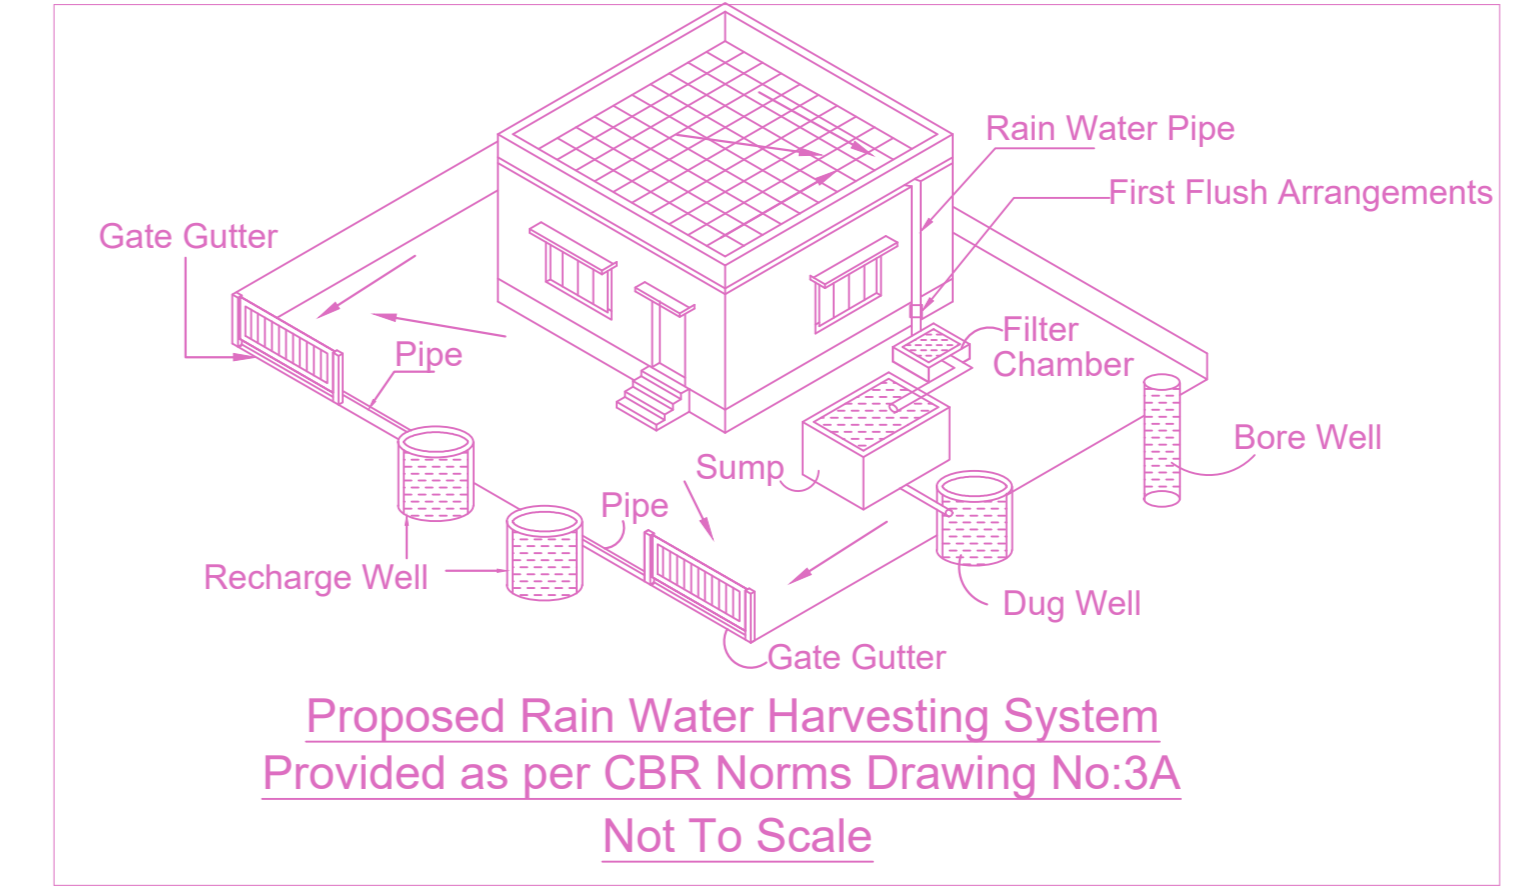 Rain Water Pipe
First Flush Arrangements
Gate Gutter
Filter
Chamber
Pipe
Bore Well
Sump
Pipe
Recharge Well
Dug Well
Gate Gutter
Proposed Rain Water Harvesting System
Provided as per CBR Norms Drawing No:3A
Not To Scale